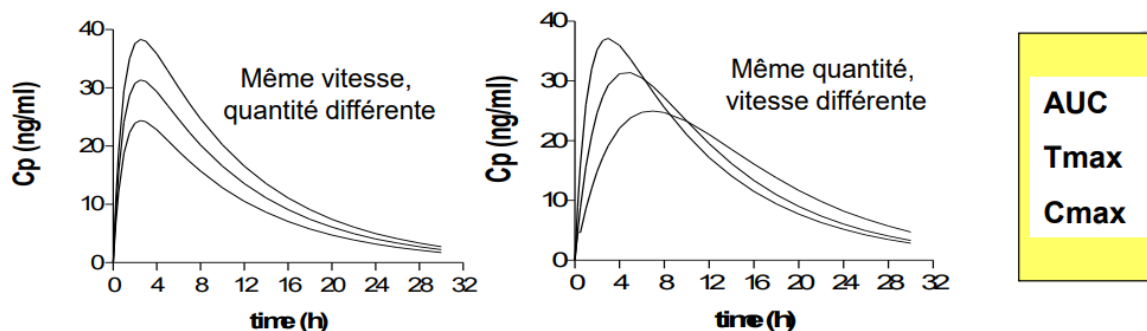 40
30
20
10
0
Cp (ng/ml)
Même vitesse,
quantité différente
0 4 8 12 16 20 24 28 32
time (h)
40
30
20
10
0
Cp (ng/ml)
Même quantité,
vitesse différente
0 4 8 12 16 20 24 28 32
time (h)
AUC
Tmax
Cmax